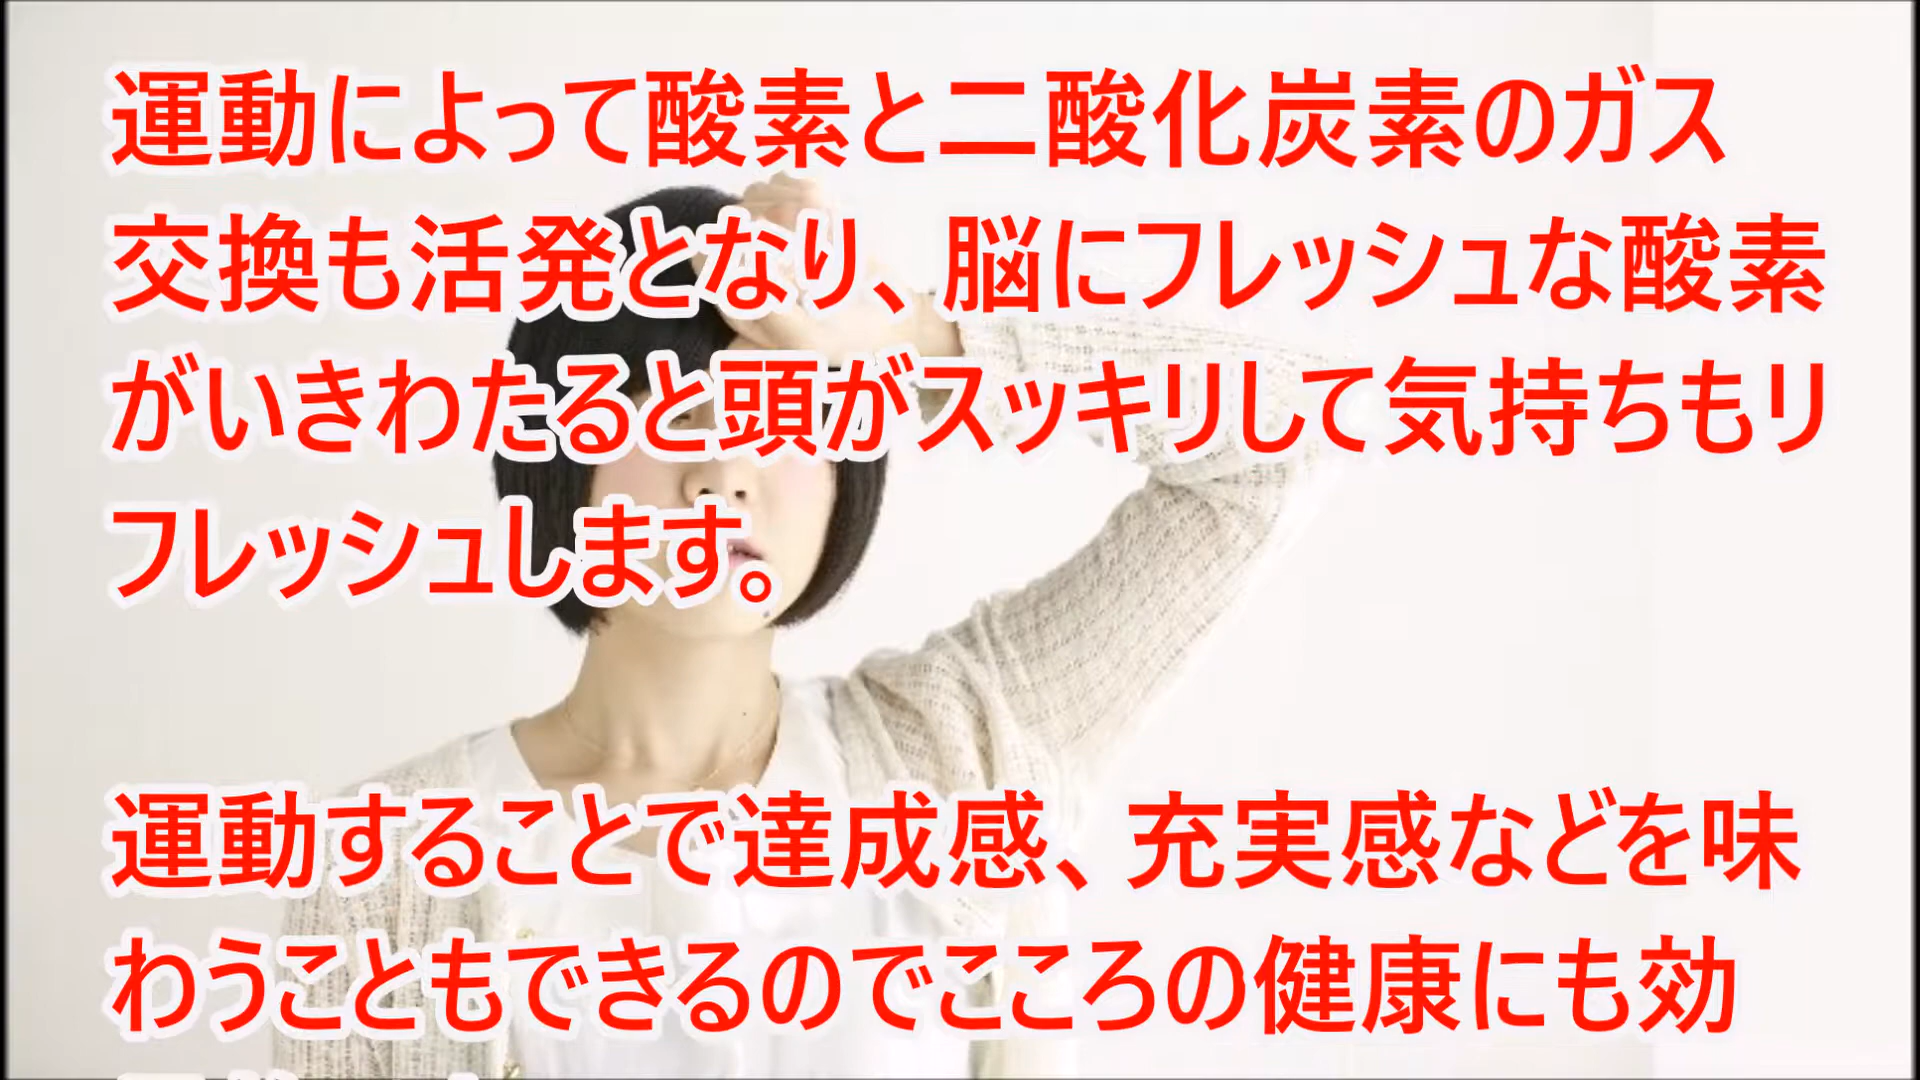 運動によって酸素と二酸化炭素のガス
交換も活発となり、脳にフレッシュな酸素
がいきわたると頭がスッキリして気持ちもリ
フレッシュします。
運動することで達成感、充実感などを味
わうこともできるのでこころの健康にも効